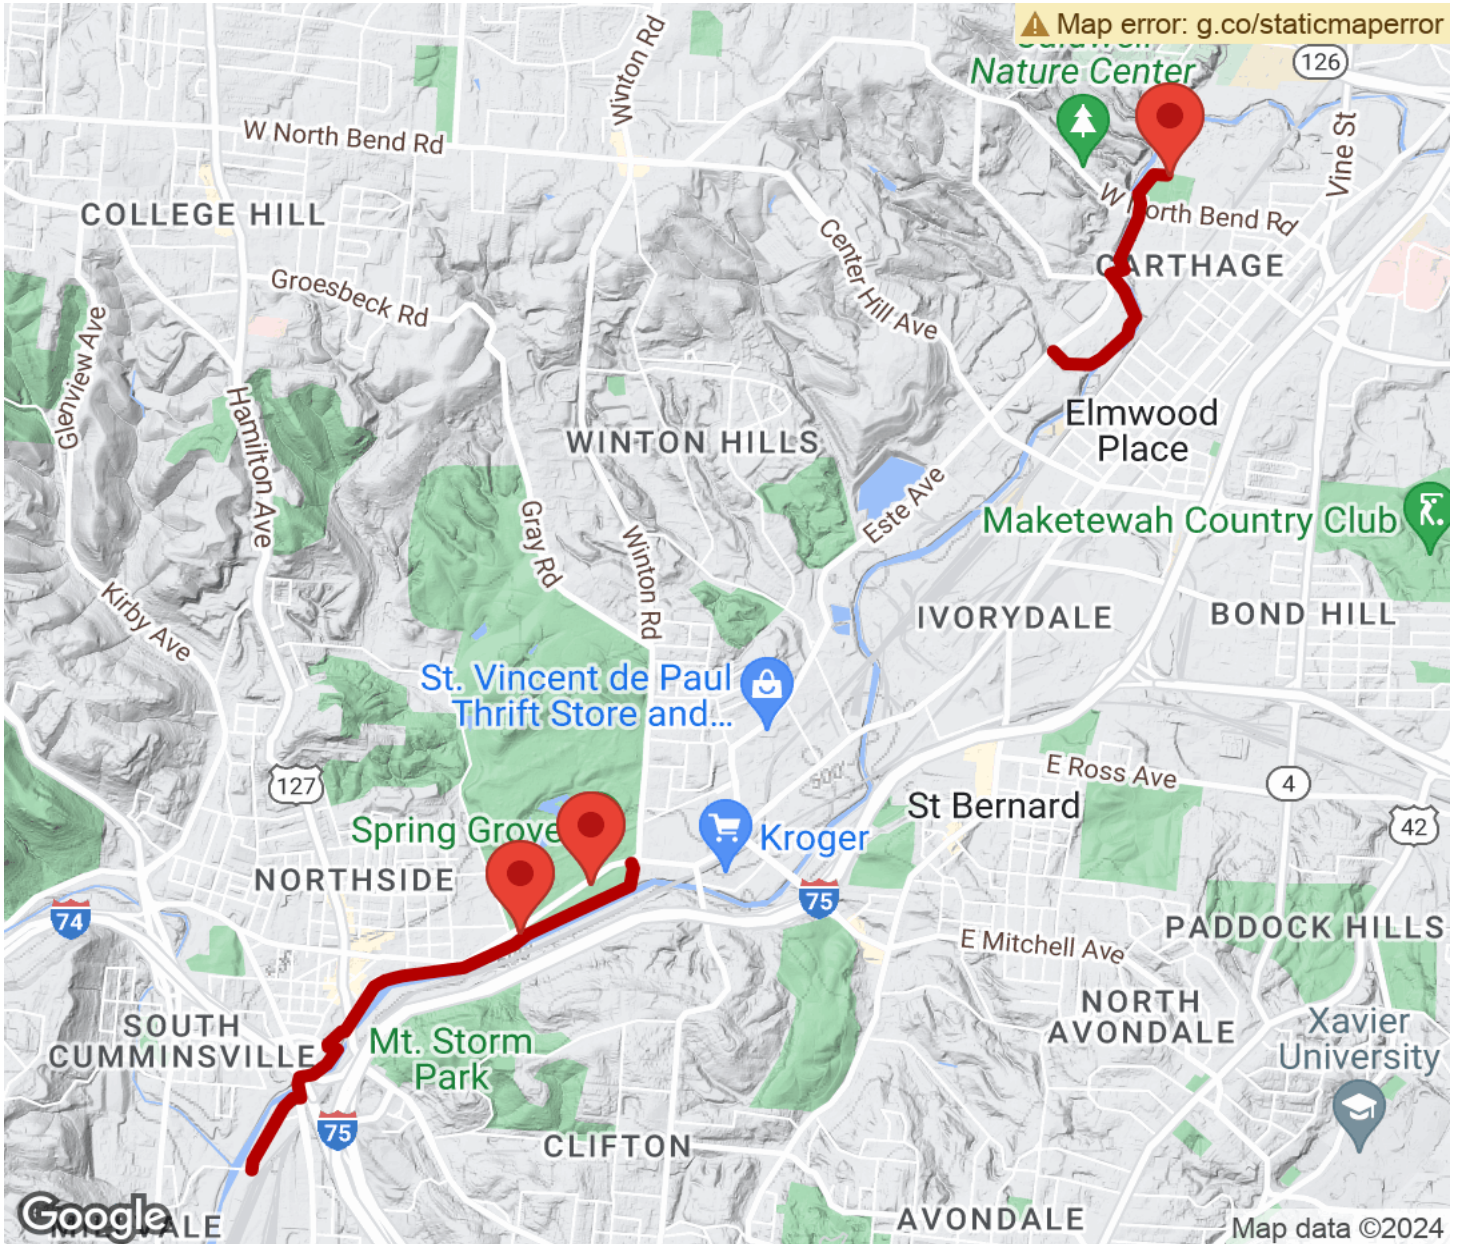 Map error: g.co/staticmaperror
Nature Center
126
Winton Rd
W North Bend Rd
Vine St
COLLEGE HILL
W North Bend Rd
CARTHAGE
Center Hill Ave
Groesbeck Rd
Glenview Ave
Hamilton Ave
Elmwood
Place
WINTON HILLS
Este Ave
Maketewah Country Club
Gray Rd
Winton Rd
Kirby Ave
IVORYDALE
BOND HILL
St. Vincent de Paul
Thrift Store and...
127
E Ross Ave
4
St Bernard
42
Spring Grove
Kroger
NORTHSIDE
75
74
PADDOCK HILLS
E Mitchell Ave
NORTH
AVONDALE
SOUTH
CUMMINSVILLE
Mt. Storm
Park
Xavier
University
75
CLIFTON
AVONDALE
Google
Map data ©2024